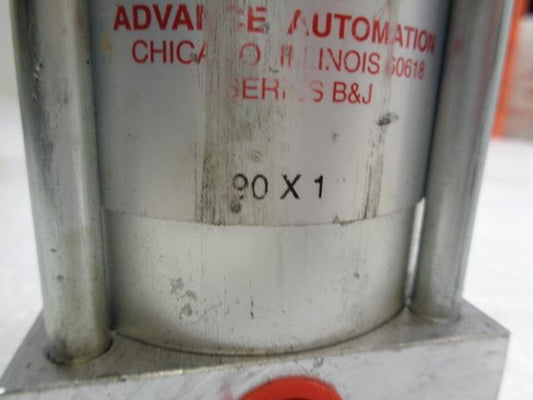 ADVANCE AUTOMATION
CHICAGO, ILLINOIS 60618
SERIES B&J
90 X 1